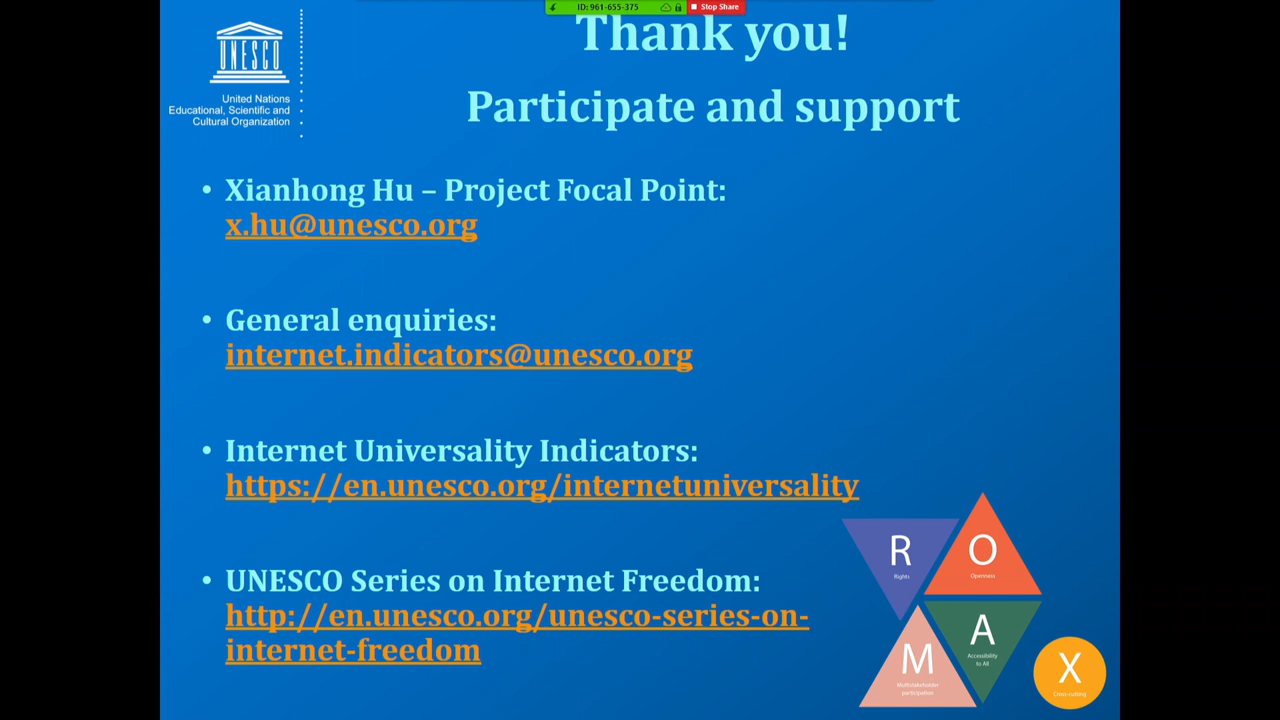 ID: 961-655-375
Stop Share
UNESCO
United Nations
Educational, Scientific and
Cultural Organization
Thank you!
Participate and support
• Xianhong Hu – Project Focal Point:
x.hu@unesco.org
• General enquiries:
internet.indicators@unesco.org
• Internet Universality Indicators:
https://en.unesco.org/internetuniversality
• UNESCO Series on Internet Freedom:
http://en.unesco.org/unesco-series-on-
internet-freedom
R
Rights
O
Openness
M
Multistakeholder
participation
A
Accessibility
to All
X
Cross-cutting